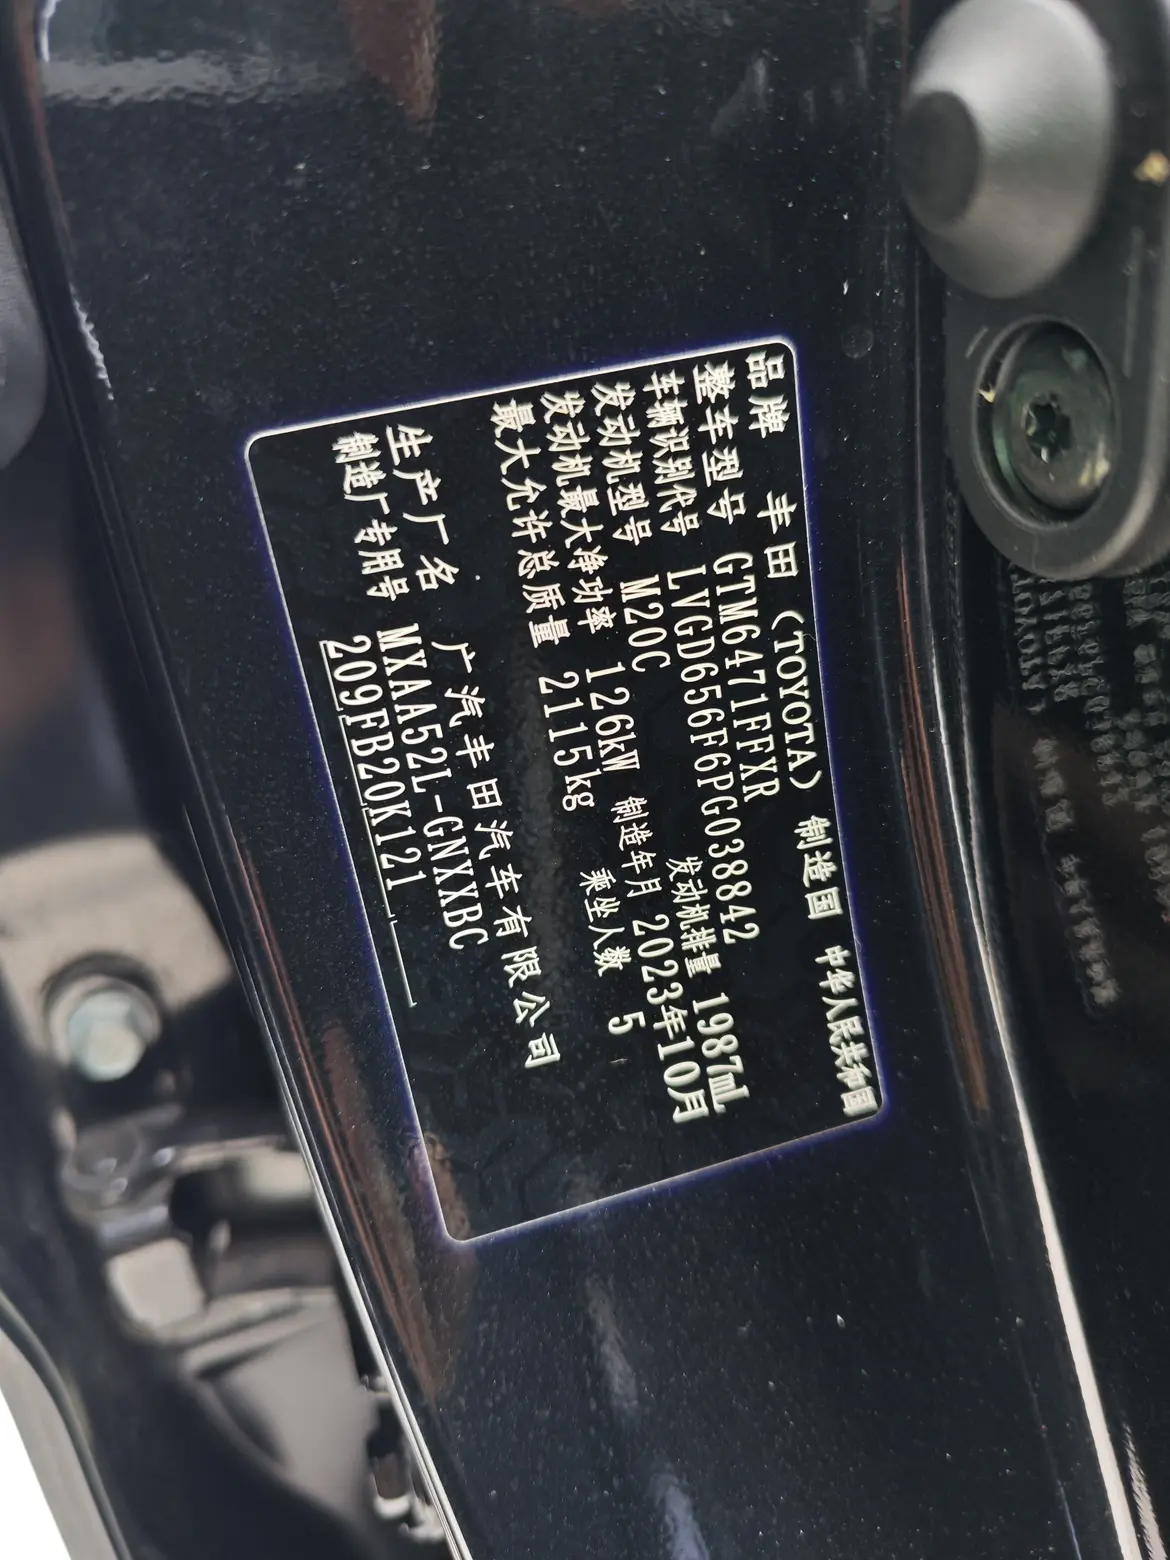 品牌 丰田（TOYOTA） 制造国 中华人民共和国
整车型号 GTM6471FFXR
车辆识别代号 LVGD656F6PG038842
发动机型号 M20C 发动机排量 1987mL
发动机最大净功率 126kW 制造年月 2023年10月
最大允许总质量 2115kg 乘坐人数 5
生产厂名 广汽丰田汽车有限公司
制造厂专用号 MXAA52L-GNXXBC
209FB20K121